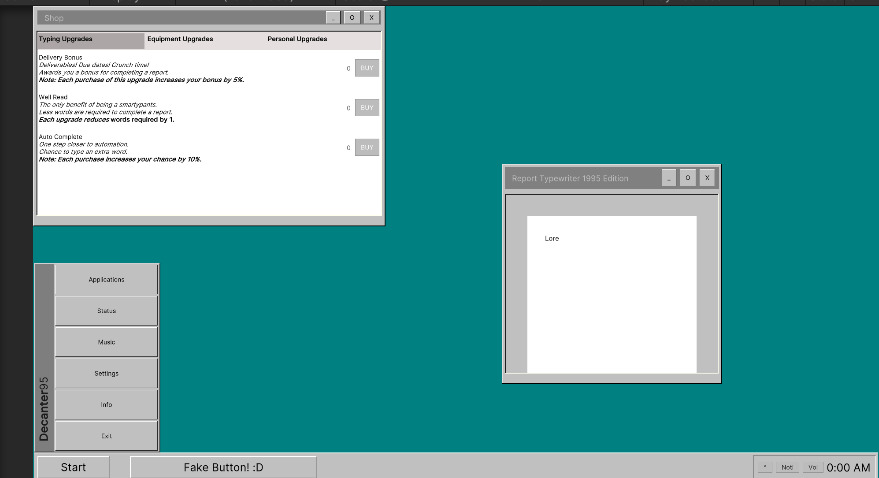 Shop
_ O X
Typing Upgrades Equipment Upgrades Personal Upgrades
Delivery Bonus
Deliverables! Due dates! Crunch time!
Awards you a bonus for completing a report.
Note: Each purchase of this upgrade increases your bonus by 5%.
0 BUY
Well Read
The only benefit of being a smartypants.
Less words are required to complete a report.
Each upgrade reduces words required by 1.
0 BUY
Auto Complete
One step closer to automation.
Chance to type an extra word.
Note: Each purchase increases your chance by 10%.
0 BUY
Report Typewriter 1995 Edition
_ O X
Lore
Decanter95
Applications
Status
Music
Settings
Info
Exit
Start
Fake Button! :D
^ Noti Vol 0:00 AM